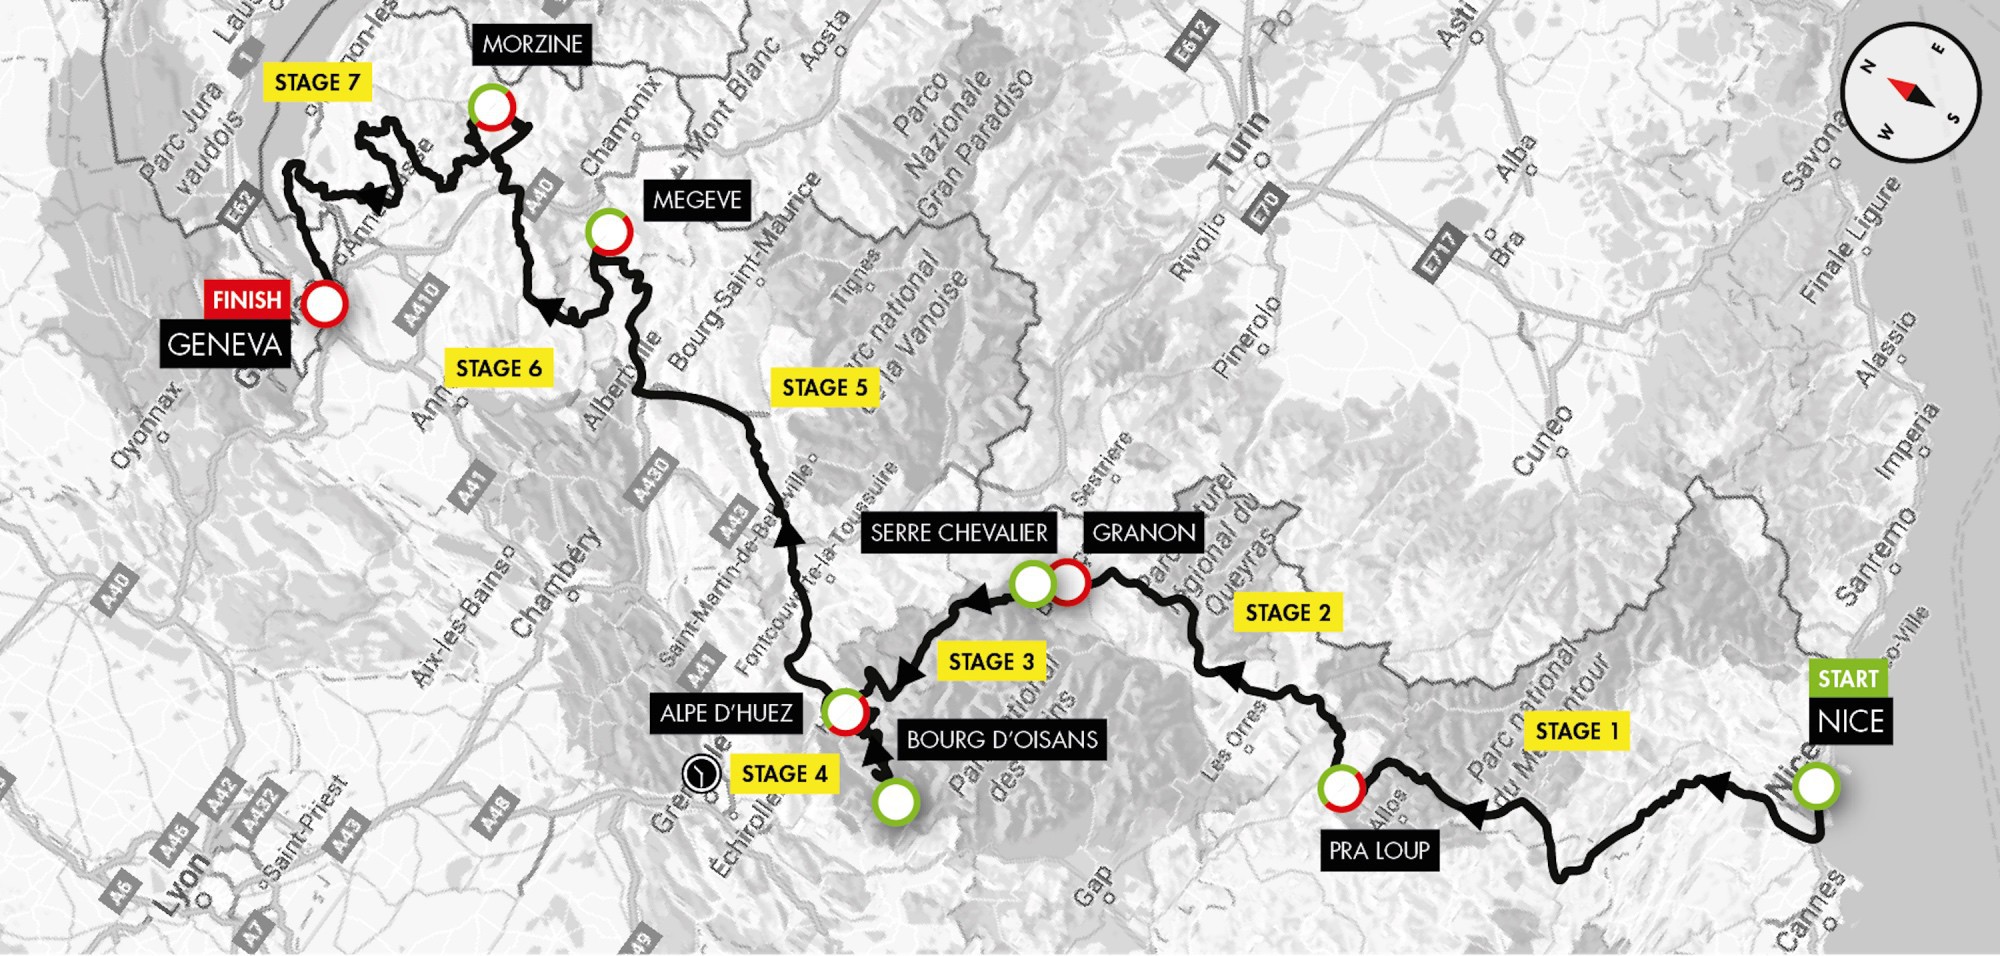 MORZINE
STAGE 7
N
E
S
W
E612
Po
Asti
Aosta
Chamonix
Mont Blanc
Parco
Nazionale
Gran Paradiso
Parc Jura
vaudois
1
E62
A40
MEGEVE
Turin
E70
Alba
Savona
Bra
E717
Rivoli
Finale Ligure
Bourg-Saint-Maurice
Tignes
Parc national
de la Vanoise
FINISH
GENEVA
A410
STAGE 6
STAGE 5
Albertville
Pinerolo
Alassio
Oyonnax
Cuneo
Imperia
A41
A430
A43
Sestriere
SERRE CHEVALIER
GRANON
Parc naturel
régional du
Queyras
Sanremo
A40
Aix-les-Bains
Chambéry
Saint-Martin-de-Belleville
Fontcouverte-la-Toussuire
STAGE 2
STAGE 3
A41
ALPE D'HUEZ
BOURG D'OISANS
STAGE 4
START
NICE
Nice
STAGE 1
Parc national
du Mercantour
Les Orres
Allos
PRA LOUP
Grenoble
Échirolles
Gap
Cannes
A42
A432
A46
Saint-Priest
A43
A48
A6
Lyon
A7